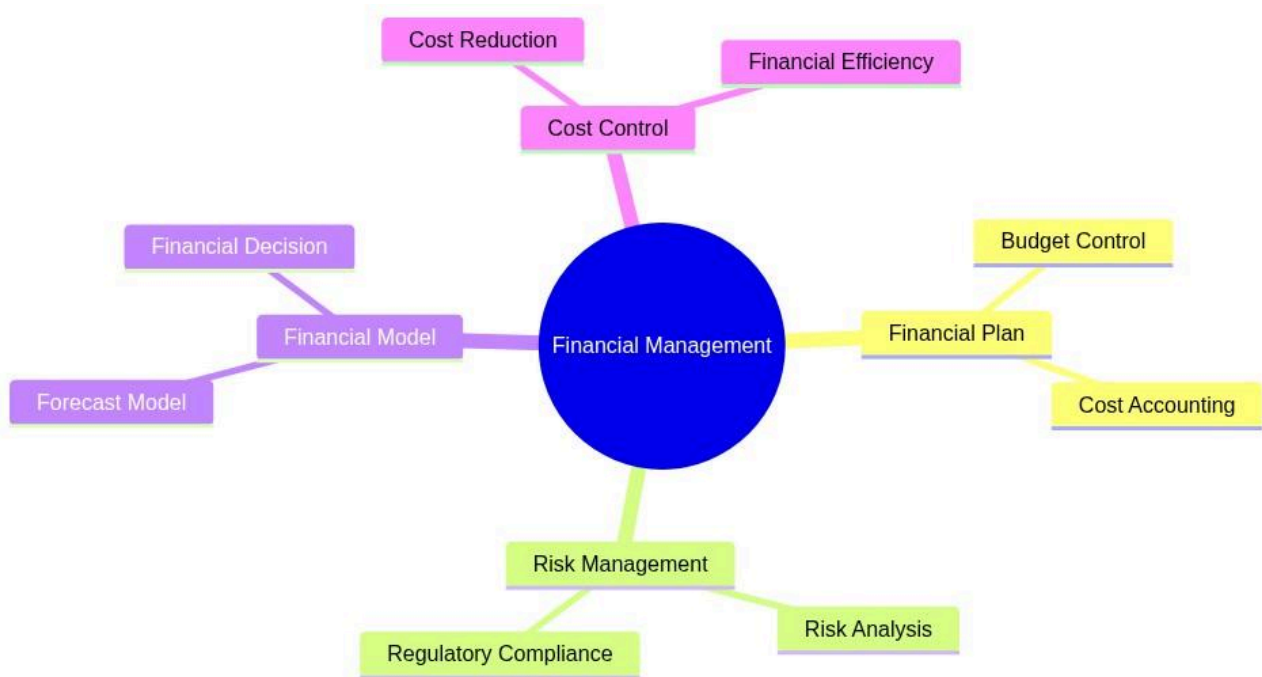 Cost Reduction
Financial Efficiency
Cost Control
Financial Decision
Budget Control
Financial Model
Financial Management
Financial Plan
Forecast Model
Cost Accounting
Risk Management
Regulatory Compliance
Risk Analysis